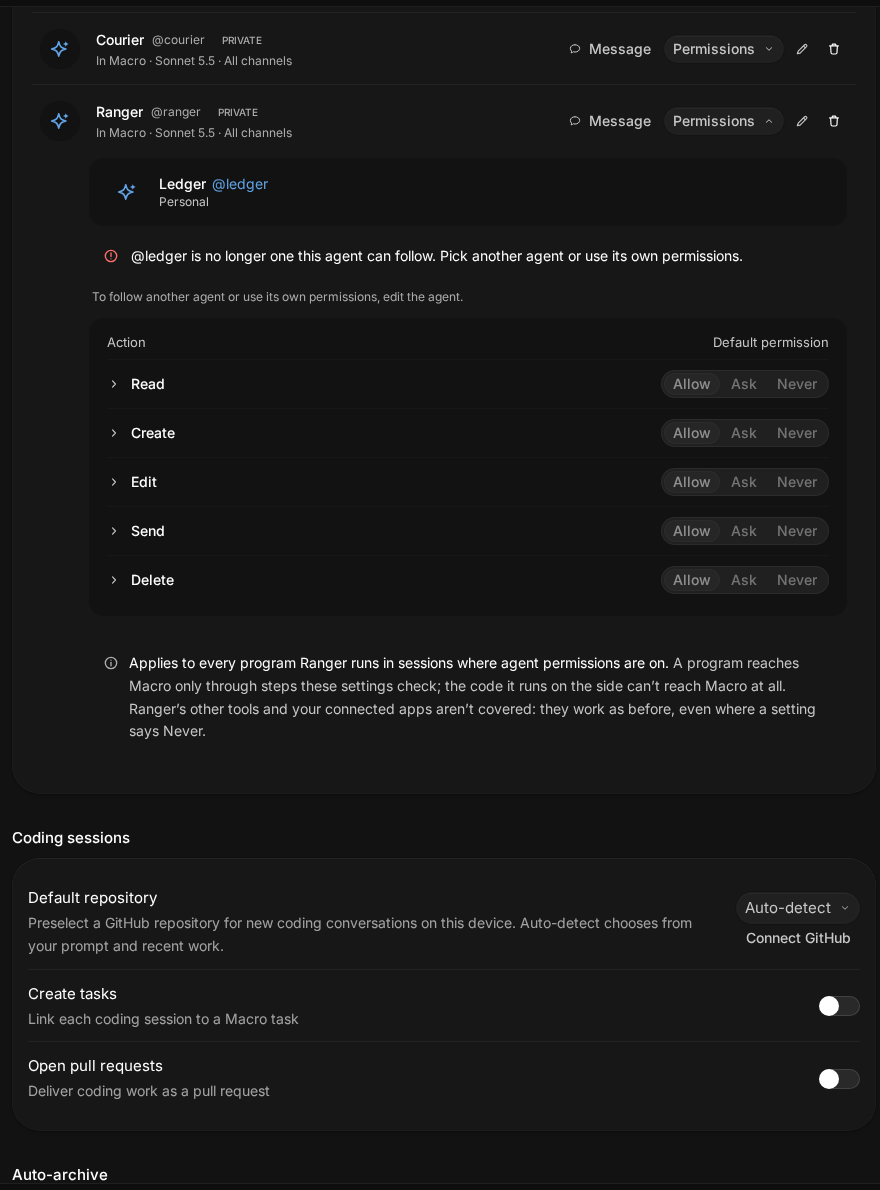 Courier @courier PRIVATE
In Macro · Sonnet 5.5 · All channels
Message
Permissions
Ranger @ranger PRIVATE
In Macro · Sonnet 5.5 · All channels
Message
Permissions
Ledger @ledger
Personal
@ledger is no longer one this agent can follow. Pick another agent or use its own permissions.
To follow another agent or use its own permissions, edit the agent.
Action Default permission
Read Allow Ask Never
Create Allow Ask Never
Edit Allow Ask Never
Send Allow Ask Never
Delete Allow Ask Never
Applies to every program Ranger runs in sessions where agent permissions are on. A program reaches
Macro only through steps these settings check; the code it runs on the side can’t reach Macro at all.
Ranger’s other tools and your connected apps aren’t covered: they work as before, even where a setting
says Never.
Coding sessions
Default repository
Preselect a GitHub repository for new coding conversations on this device. Auto-detect chooses from
your prompt and recent work.
Auto-detect
Connect GitHub
Create tasks
Link each coding session to a Macro task
Open pull requests
Deliver coding work as a pull request
Auto-archive